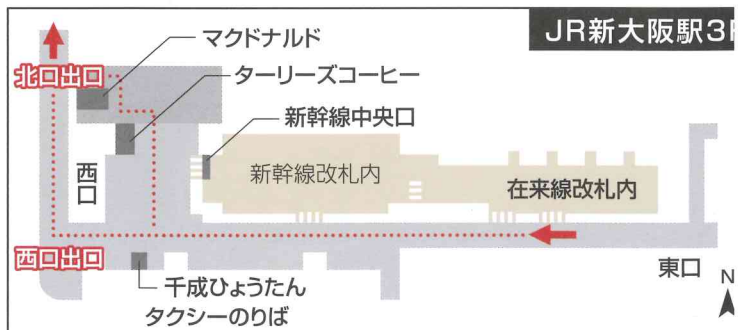 JR新大阪駅3F
マクドナルド
北口出口
タリーズコーヒー
新幹線中央口
新幹線改札内
西口
在来線改札内
西口出口
東口
千成ひょうたん
タクシーのりば
N